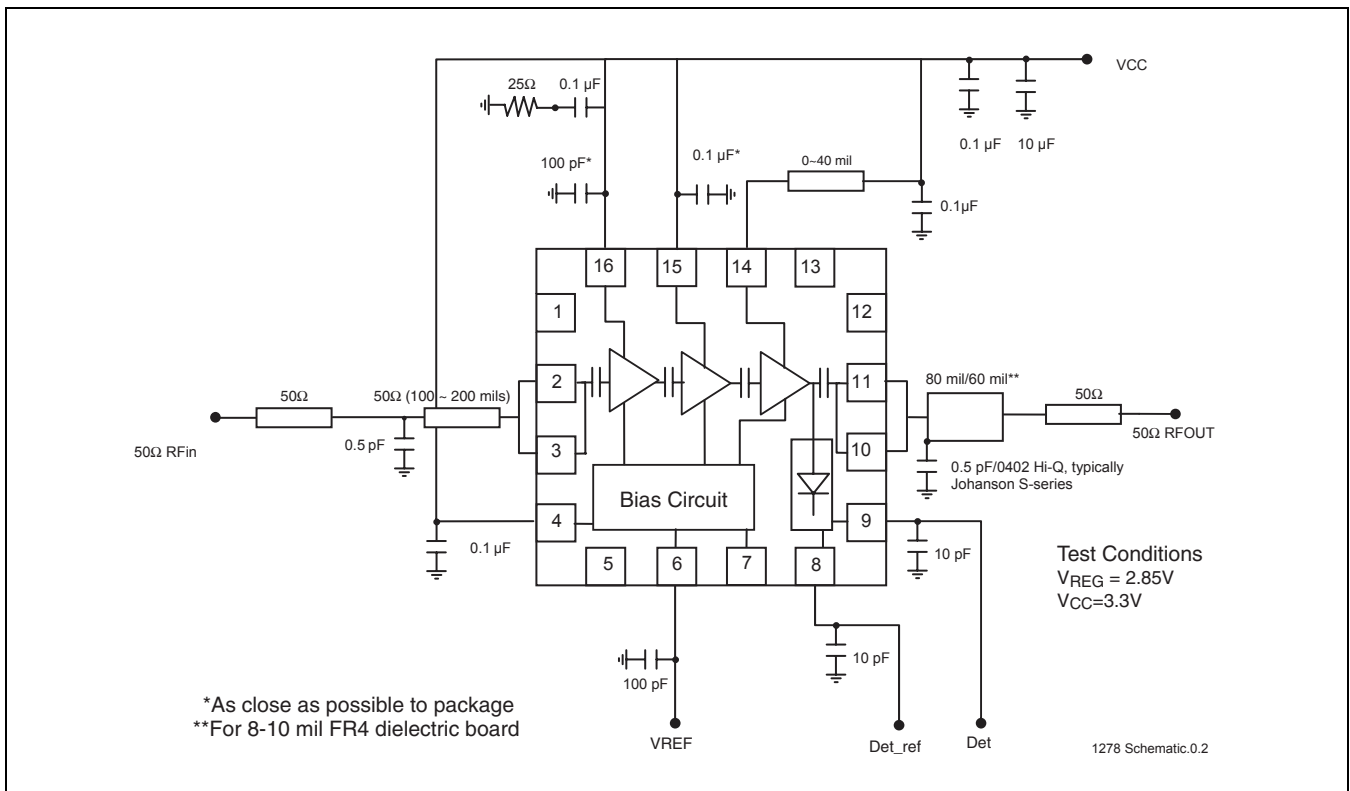 VCC
25Ω
0.1 µF
0.1 µF
10 µF
100 pF*
0.1 µF*
0~40 mil
0.1µF
16
15
14
13
1
12
2
11
3
10
4
9
5
6
7
8
50Ω
50Ω (100 ~ 200 mils)
80 mil/60 mil**
50Ω
50Ω RFin
0.5 pF
50Ω RFOUT
0.5 pF/0402 Hi-Q, typically
Johanson S-series
Bias Circuit
0.1 µF
10 pF
Test Conditions
VREG = 2.85V
VCC=3.3V
10 pF
100 pF
*As close as possible to package
**For 8-10 mil FR4 dielectric board
VREF
Det_ref
Det
1278 Schematic.0.2